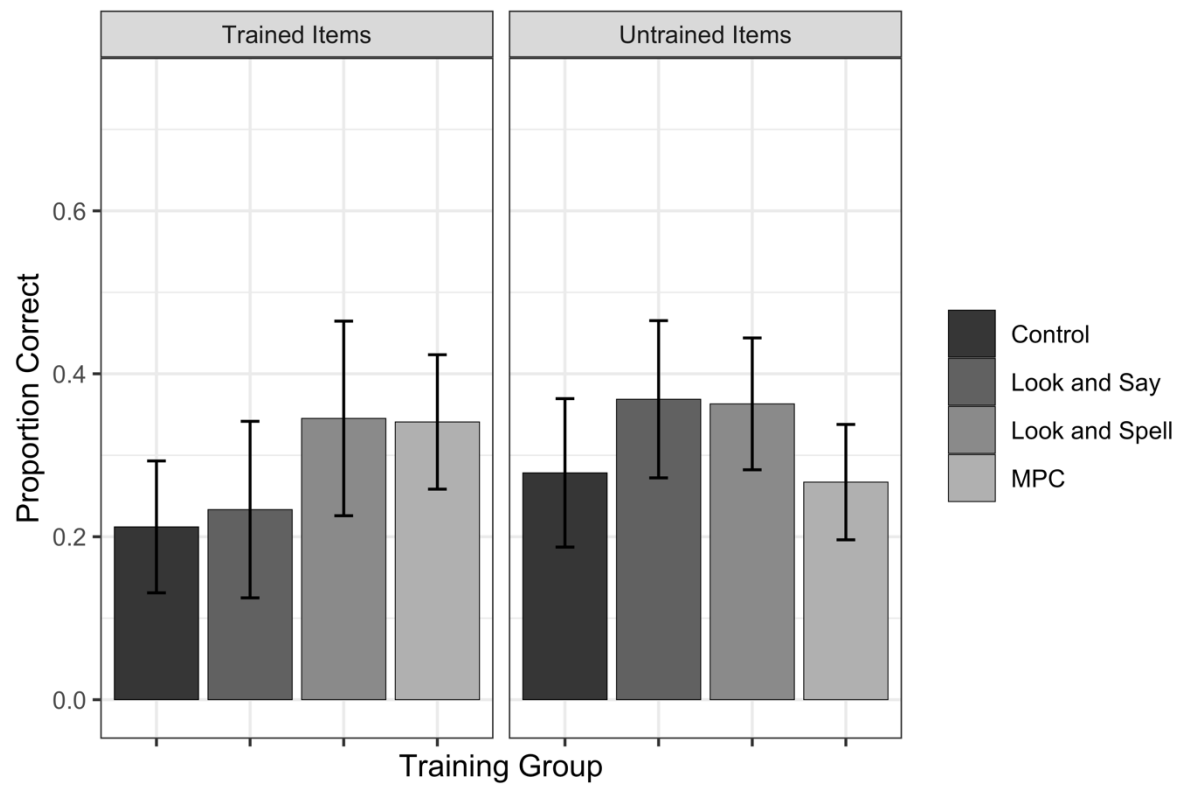 Trained Items
Untrained Items
Proportion Correct
0.6
0.4
0.2
0.0
Training Group
Control
Look and Say
Look and Spell
MPC